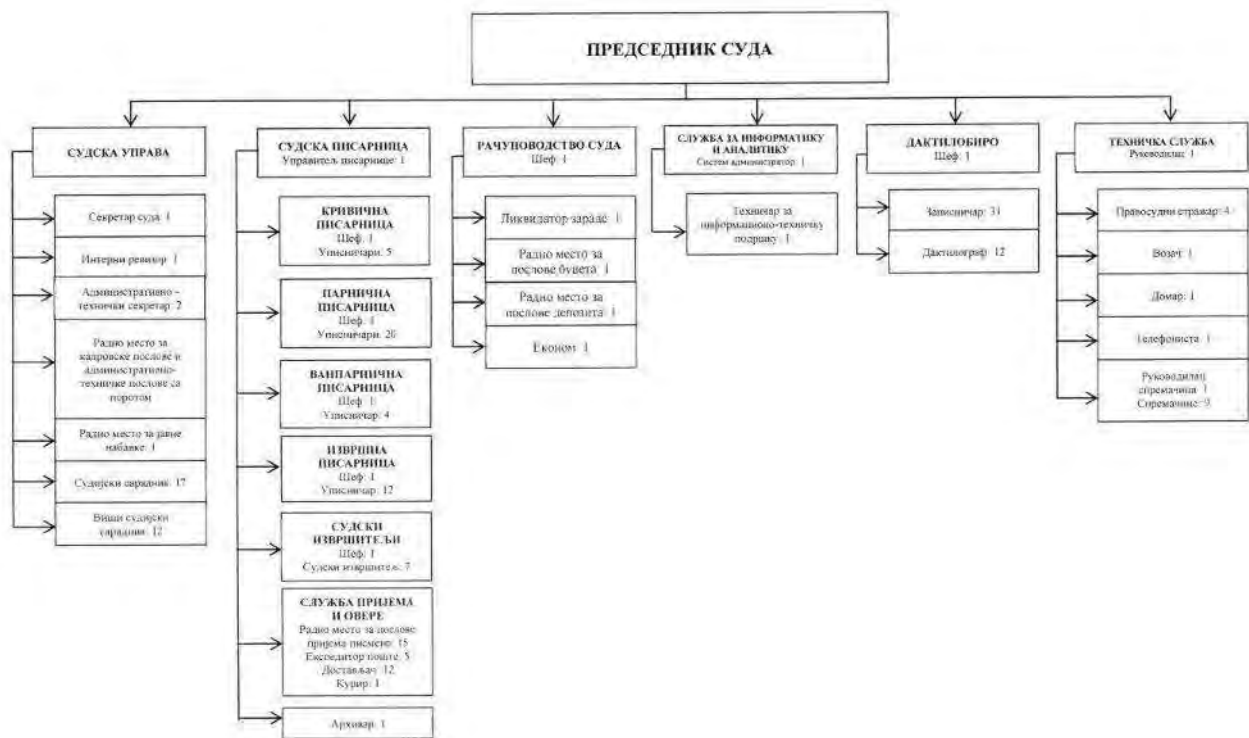 ПРЕДСЕДНИК СУДА
СУДСКА УПРАВА
Секретар суда 1
Интерни ревизор 1
Административно -
технички секретар: 2
Радно место за
кадровске послове и
административно-
техничке послове са
поротом
Радно место за јавне
набавке: 1
Судијски сарадник 17
Виши судијски
сарадник: 12
СУДСКА ПИСАРНИЦА
Управитељ писарнице: 1
КРИВИЧНА
ПИСАРНИЦА
Шеф: 1
Уписничари: 5
ПАРНИЧНА
ПИСАРНИЦА
Шеф: 1
Уписничари: 20
ВАНПАРНИЧНА
ПИСАРНИЦА
Шеф: 1
Уписничар: 4
ИЗВРШНА
ПИСАРНИЦА
Шеф: 1
Уписничар: 12
СУДСКИ
ИЗВРШИТЕЉИ
Шеф: 1
Судски извршитељ: 7
СЛУЖБА ПРИЈЕМА
И ОВЕРЕ
Радно место за послове
пријема писмена: 15
Експедитор поште: 5
Достављач: 12
Курир: 1
Архивар: 1
РАЧУНОВОДСТВО СУДА
Шеф: 1
Ликвидатор зараде: 1
Радно место за
послове буфета: 1
Радно место за
послове депозита: 1
Економ: 1
СЛУЖБА ЗА ИНФОРМАТИКУ
И АНАЛИТИКУ
Систем администратор: 1
Техничар за
информационо-техничку
подршку: 1
ДАКТИЛОБИРО
Шеф: 1
Записничар: 31
Дактилограф: 12
ТЕХНИЧКА СЛУЖБА
Руководилац 1
Правосудни стражар: 4
Возач: 1
Домар: 1
Телефониста: 1
Руководилац
спремачица 1
Спремачице: 9